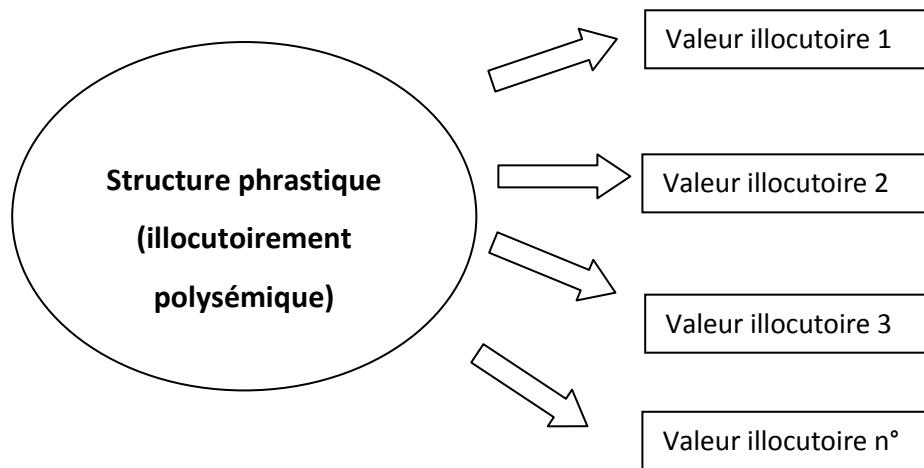 Structure phrastique
(illocutoirement
polysémique)
Valeur illocutoire 1
Valeur illocutoire 2
Valeur illocutoire 3
Valeur illocutoire n°